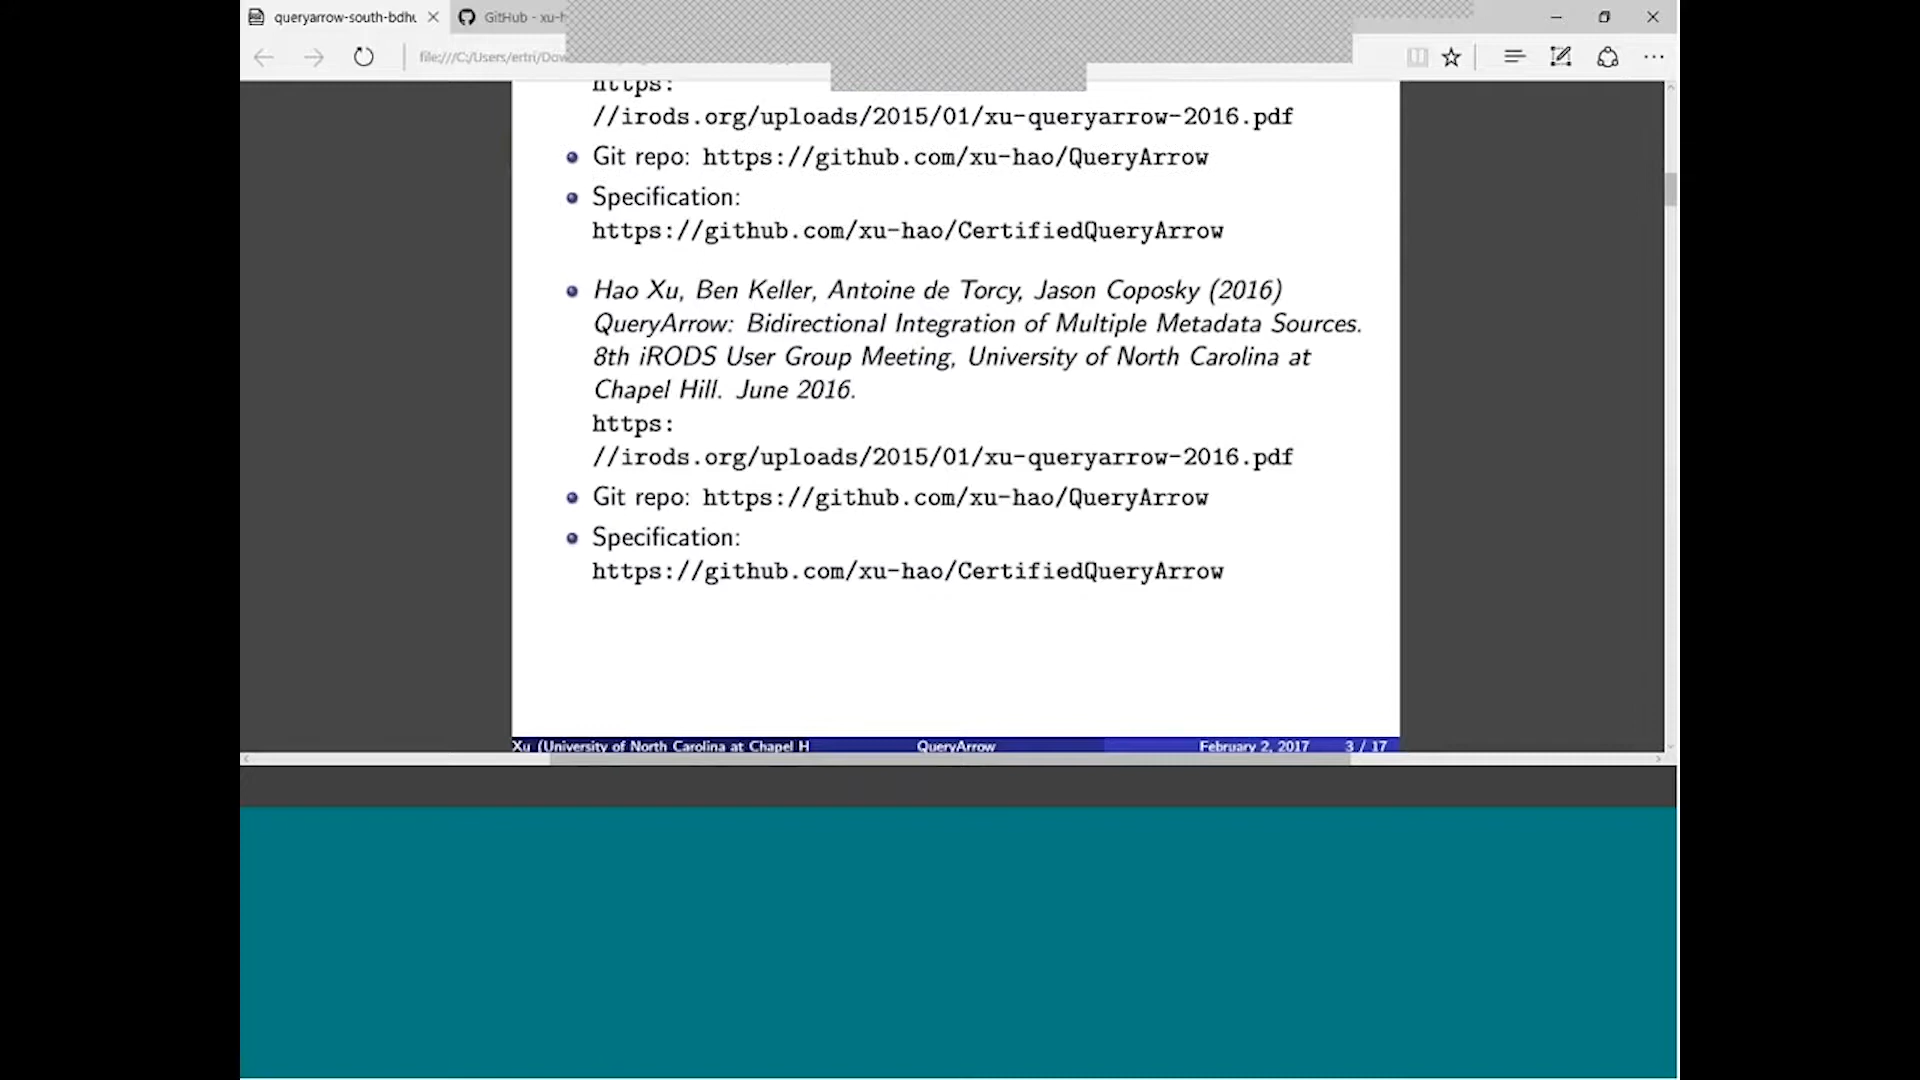 queryarrow-south-bdhu
GitHub - xu-h
file:///C:/Users/ertri/Dow
https:
//irods.org/uploads/2015/01/xu-queryarrow-2016.pdf
Git repo: https://github.com/xu-hao/QueryArrow
Specification:
https://github.com/xu-hao/CertifiedQueryArrow
Hao Xu, Ben Keller, Antoine de Torcy, Jason Coposky (2016)
QueryArrow: Bidirectional Integration of Multiple Metadata Sources.
8th iRODS User Group Meeting, University of North Carolina at
Chapel Hill. June 2016.
https:
//irods.org/uploads/2015/01/xu-queryarrow-2016.pdf
Git repo: https://github.com/xu-hao/QueryArrow
Specification:
https://github.com/xu-hao/CertifiedQueryArrow
Xu (University of North Carolina at Chapel H
QueryArrow
February 2, 2017 3 / 17